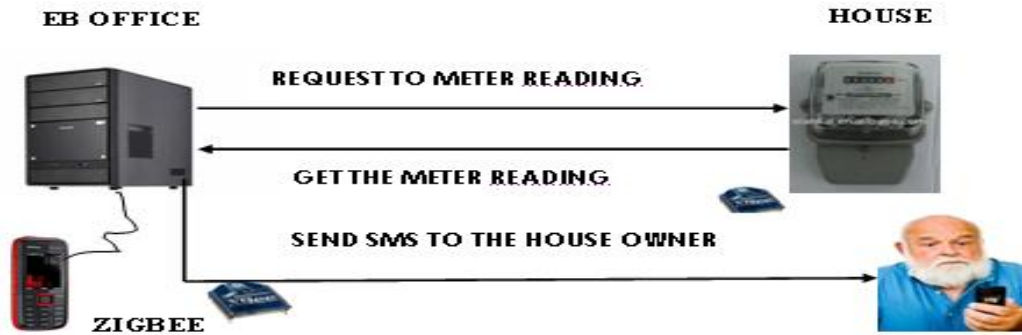 EB OFFICE
HOUSE
REQUEST TO METER READING
GET THE METER READING
SEND SMS TO THE HOUSE OWNER
ZIGBEE